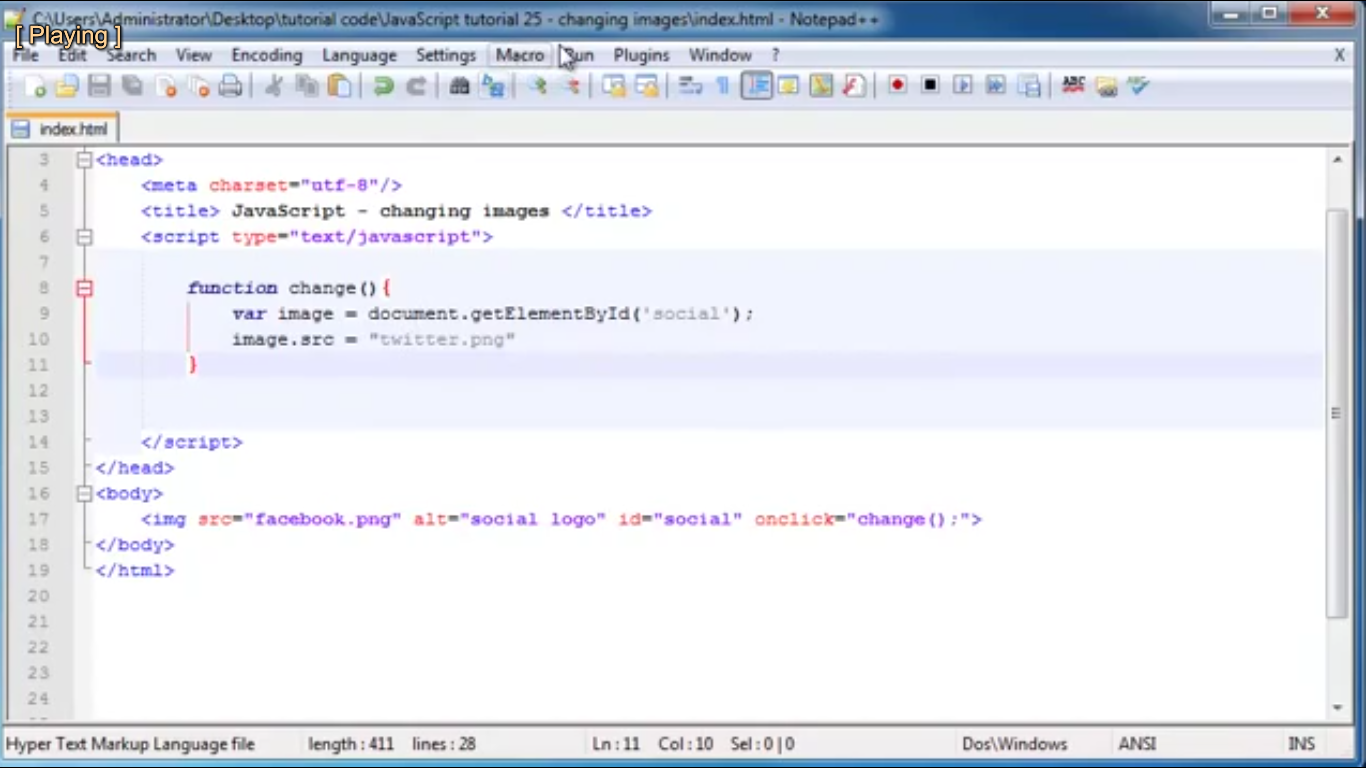 C:\Users\Administrator\Desktop\tutorial code\JavaScript tutorial 25 - changing images\index.html - Notepad++
[ Playing ]
File Edit Search View Encoding Language Settings Macro Run Plugins Window ? X
index.html
3 <head>
4 <meta charset="utf-8"/>
5 <title> JavaScript - changing images </title>
6 <script type="text/javascript">
7
8 function change(){
9 var image = document.getElementById('social');
10 image.src = "twitter.png"
11 }
12
13
14 </script>
15 </head>
16 <body>
17 <img src="facebook.png" alt="social logo" id="social" onclick="change();">
18 </body>
19 </html>
20
21
22
23
24
Hyper Text Markup Language file length : 411 lines : 28 Ln : 11 Col : 10 Sel : 0 | 0 Dos\Windows ANSI INS